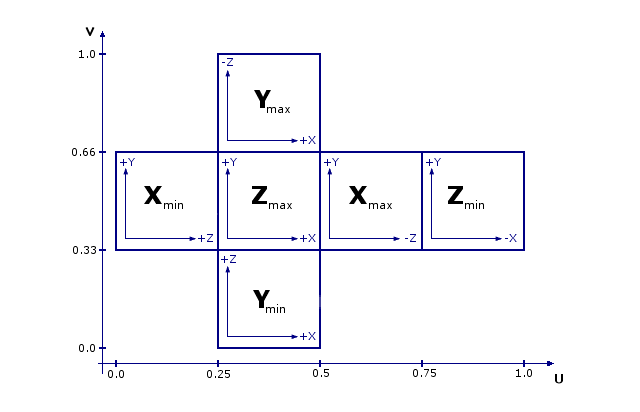 V
1.0
-Z
Ymax
+X
0.66
+Y
+Y
+Y
+Y
Xmin
Zmax
Xmax
Zmin
+Z
+X
-Z
-X
0.33
+Z
Ymin
+X
0.0
0.0
0.25
0.5
0.75
1.0
U